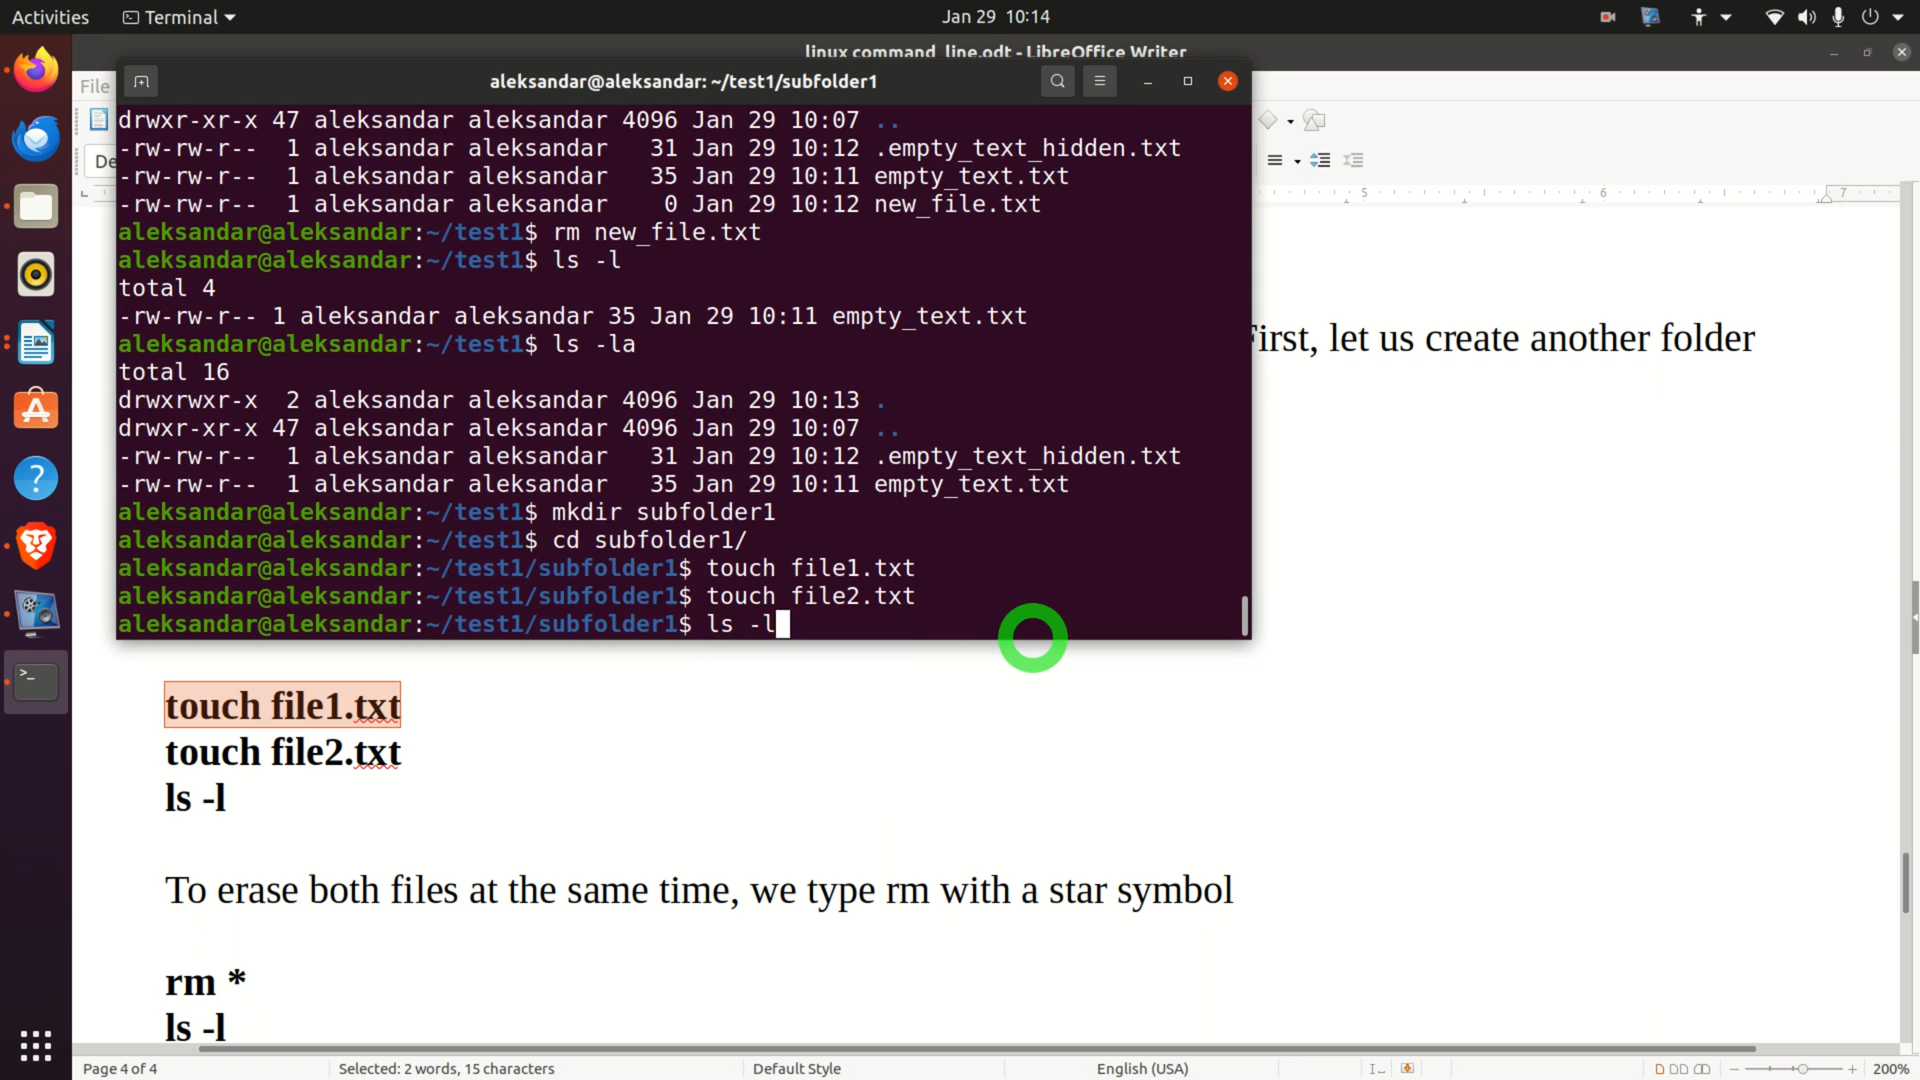 Activities
Terminal
Jan 29 10:14
linux command_line.odt - LibreOffice Writer
File
aleksandar@aleksandar: ~/test1/subfolder1
drwxr-xr-x 47 aleksandar aleksandar 4096 Jan 29 10:07 ..
-rw-rw-r--  1 aleksandar aleksandar   31 Jan 29 10:12 .empty_text_hidden.txt
-rw-rw-r--  1 aleksandar aleksandar   35 Jan 29 10:11 empty_text.txt
-rw-rw-r--  1 aleksandar aleksandar    0 Jan 29 10:12 new_file.txt
aleksandar@aleksandar:~/test1$ rm new_file.txt
aleksandar@aleksandar:~/test1$ ls -l
total 4
-rw-rw-r-- 1 aleksandar aleksandar 35 Jan 29 10:11 empty_text.txt
aleksandar@aleksandar:~/test1$ ls -la
total 16
drwxrwxr-x  2 aleksandar aleksandar 4096 Jan 29 10:13 .
drwxr-xr-x 47 aleksandar aleksandar 4096 Jan 29 10:07 ..
-rw-rw-r--  1 aleksandar aleksandar   31 Jan 29 10:12 .empty_text_hidden.txt
-rw-rw-r--  1 aleksandar aleksandar   35 Jan 29 10:11 empty_text.txt
aleksandar@aleksandar:~/test1$ mkdir subfolder1
aleksandar@aleksandar:~/test1$ cd subfolder1/
aleksandar@aleksandar:~/test1/subfolder1$ touch file1.txt
aleksandar@aleksandar:~/test1/subfolder1$ touch file2.txt
aleksandar@aleksandar:~/test1/subfolder1$ ls -l
De
5 6 7
First, let us create another folder
touch file1.txt
touch file2.txt
ls -l
To erase both files at the same time, we type rm with a star symbol
rm *
ls -l
Page 4 of 4
Selected: 2 words, 15 characters
Default Style
English (USA)
200%